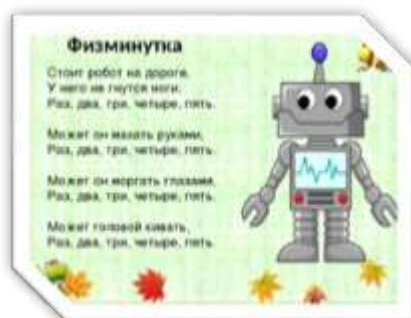 Физминутка
Стоит робот на дороге,
У него не гнутся ноги.
Раз, два, три, четыре, пять.
Может он махать руками,
Раз, два, три, четыре, пять.
Может он моргать глазами,
Раз, два, три, четыре, пять.
Может головой кивать,
Раз, два, три, четыре, пять.